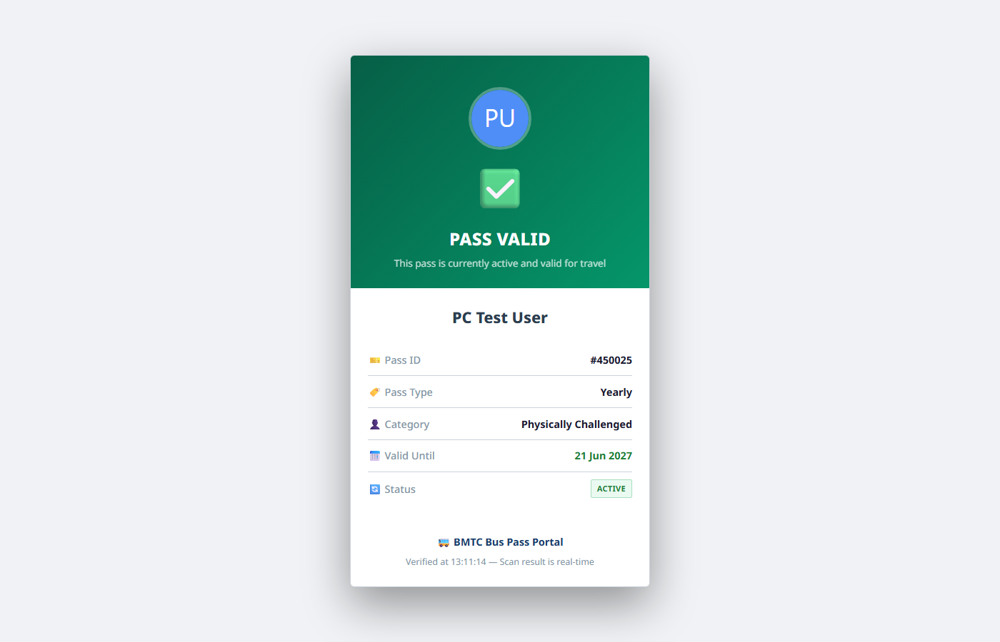 PU
PASS VALID
This pass is currently active and valid for travel
PC Test User
Pass ID #450025
Pass Type Yearly
Category Physically Challenged
Valid Until 21 Jun 2027
Status ACTIVE
BMTC Bus Pass Portal
Verified at 13:11:14 — Scan result is real-time